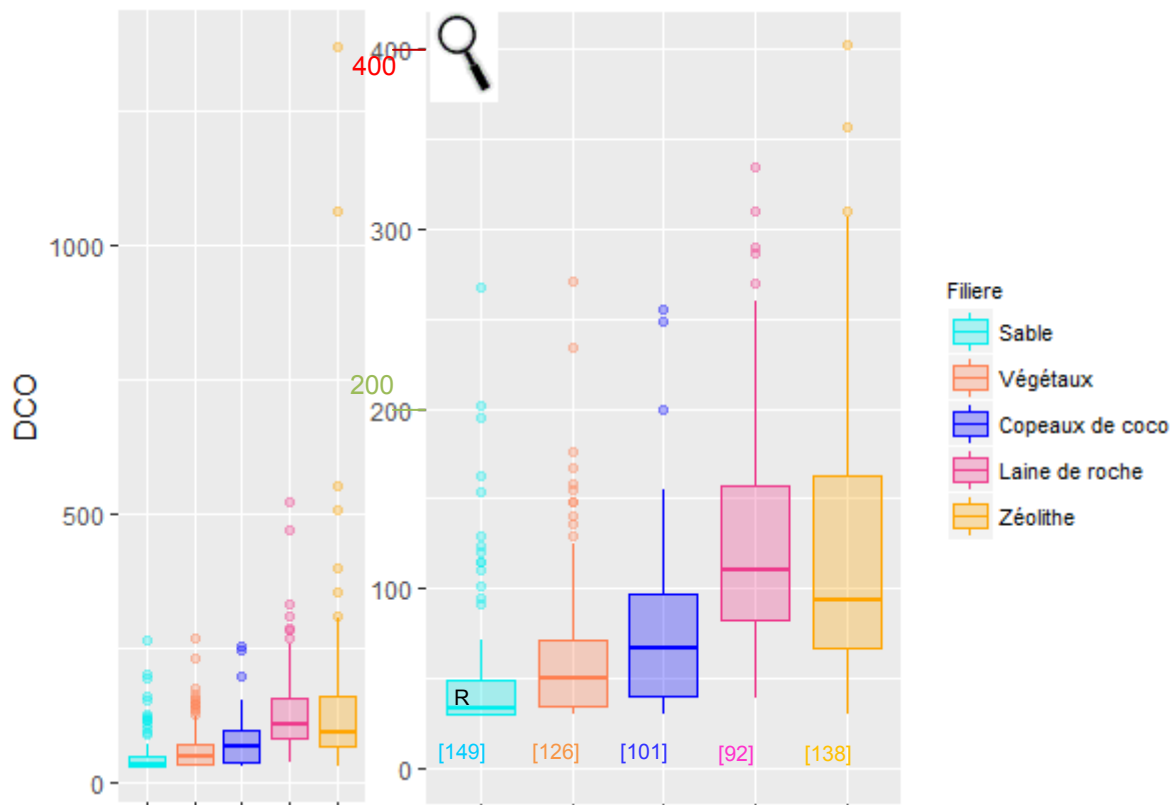 DCO
1000
500
0
400
400
300
200
200
100
0
R
[149] [126] [101] [92] [138]
Filiere
Sable
Végétaux
Copeaux de coco
Laine de roche
Zéolithe